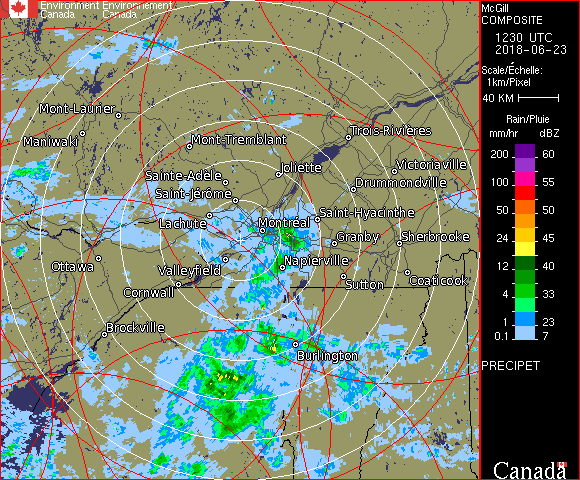 Environment Environnement
Canada Canada
McGill
COMPOSITE
1230 UTC
2018-06-23
Scale/Échelle:
1km/Pixel
40 KM
Rain/Pluie
mm/hr dBZ
200 60
100 55
75 53
50 50
24 45
12 40
4 33
1 23
0.1 7
PRECIPET
Canada
Mont-Laurier
Maniwaki
Mont-Tremblant
Trois-Rivières
Joliette
Victoriaville
Sainte-Adèle
Drummondville
Saint-Jérôme
Saint-Hyacinthe
Lachute
Montréal
Granby
Sherbrooke
Ottawa
Valleyfield
Napierville
Cornwall
Sutton
Coaticook
Brockville
Burlington